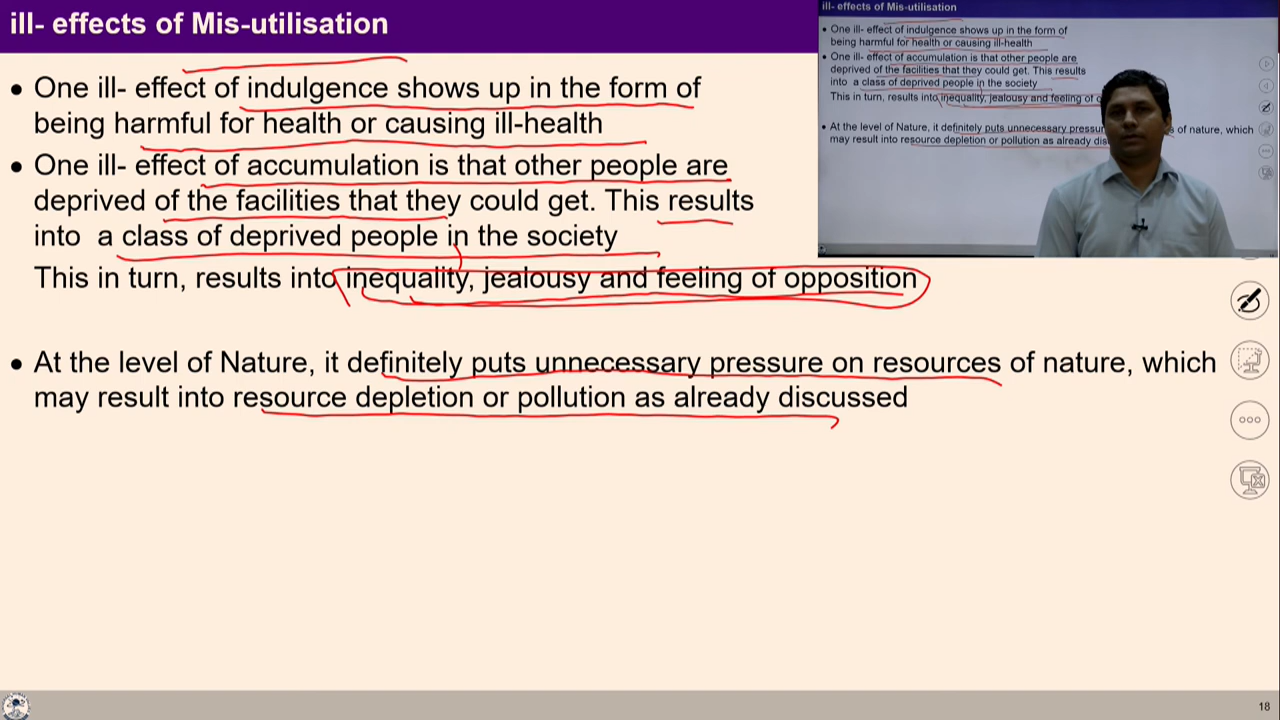 ill- effects of Mis-utilisation
• One ill- effect of indulgence shows up in the form of
being harmful for health or causing ill-health
• One ill- effect of accumulation is that other people are
deprived of the facilities that they could get. This results
into a class of deprived people in the society
This in turn, results into inequality, jealousy and feeling of opposition
• At the level of Nature, it definitely puts unnecessary pressure on resources of nature, which
may result into resource depletion or pollution as already discussed
18
ill- effects of Mis-utilisation
• One ill- effect of indulgence shows up in the form of
being harmful for health or causing ill-health
• One ill- effect of accumulation is that other people are
deprived of the facilities that they could get. This results
into a class of deprived people in the society
This in turn, results into inequality, jealousy and feeling of
• At the level of Nature, it definitely puts unnecessary of nature, which
may result into resource depletion or pollution as already